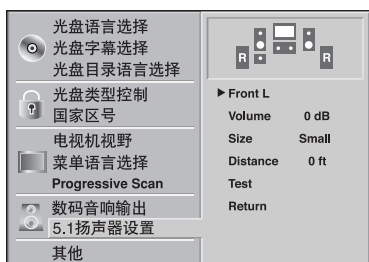 光盘语言选择
光盘字幕选择
光盘目录语言选择
光盘类型控制
国家区号
电视机视野
菜单语言选择
Progressive Scan
数码音响输出
5.1扬声器设置
其他
R R
Front L
Volume 0 dB
Size Small
Distance 0 ft
Test
Return